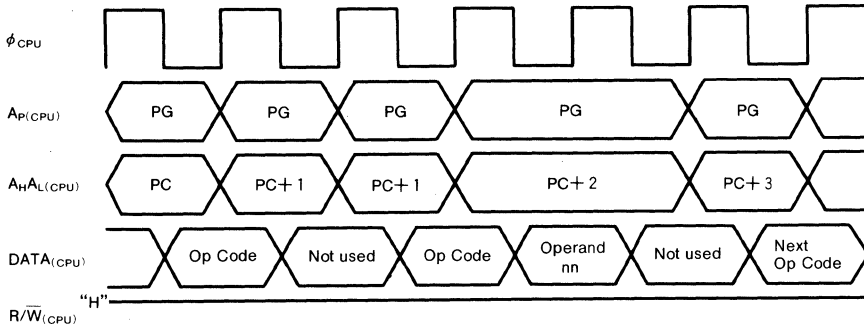 ϕCPU
AP(CPU) PG PG PG PG PG
AHAL(CPU) PC PC+1 PC+1 PC+2 PC+3
DATA(CPU) Op Code Not used Op Code Operand nn Not used Next Op Code
R/W̅(CPU) “H”